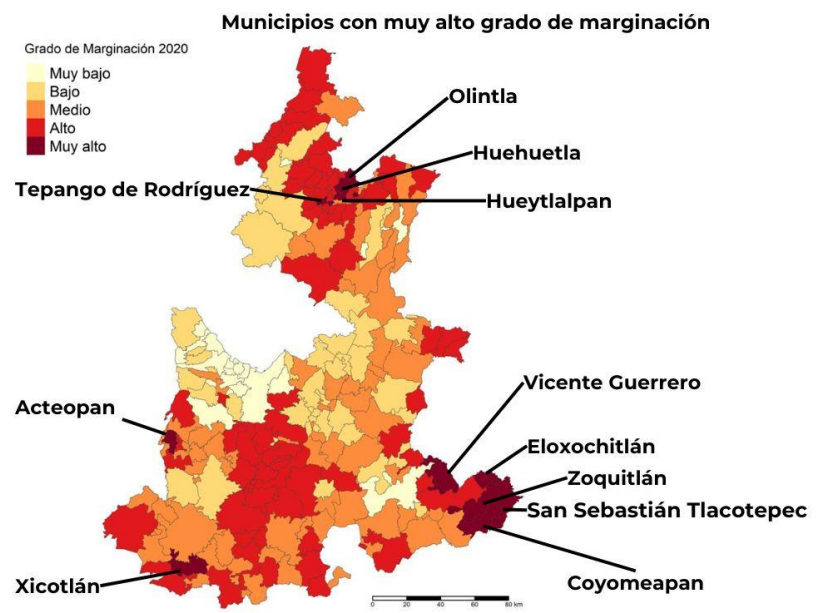 Municipios con muy alto grado de marginación
Grado de Marginación 2020
Muy bajo
Bajo
Medio
Alto
Muy alto
Olintla
Huehuetla
Tepango de Rodríguez
Hueytlalpan
Vicente Guerrero
Acteopan
Eloxochitlán
Zoquitlán
San Sebastián Tlacotepec
Xicotlán
Coyomeapan
0 20 40 60 80 km